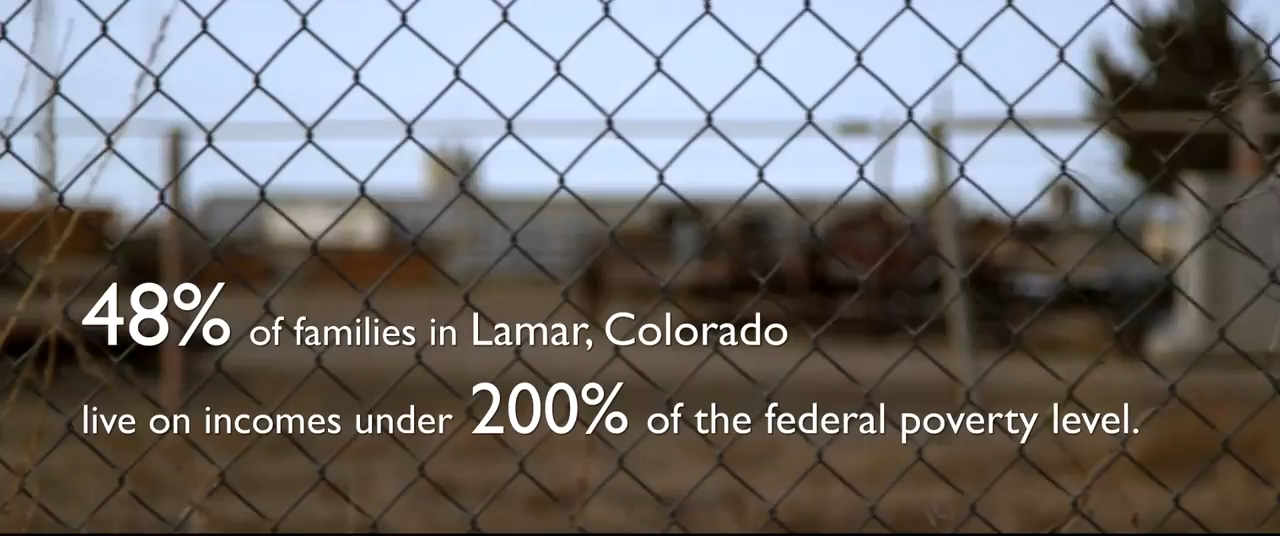 48% of families in Lamar, Colorado
live on incomes under 200% of the federal poverty level.